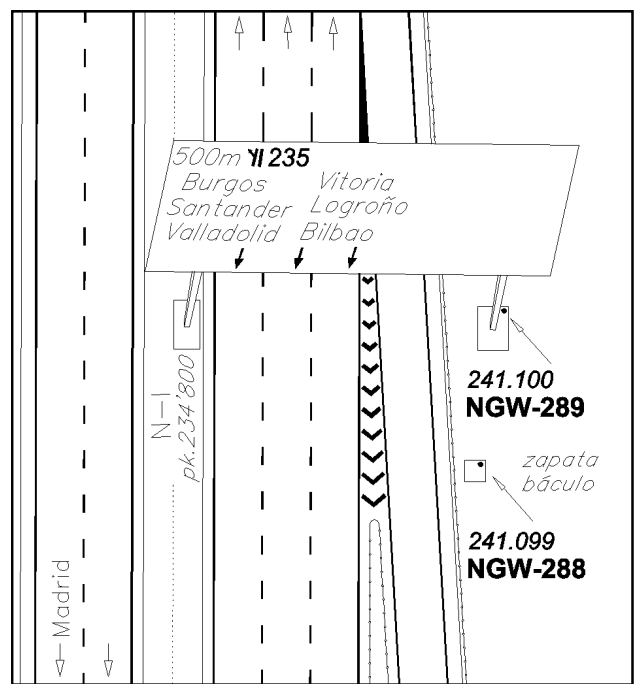 500m 235
Burgos Vitoria
Santander Logroño
Valladolid Bilbao
N-I
pk.234'800
241.100
NGW-289
zapata
báculo
241.099
NGW-288
Madrid